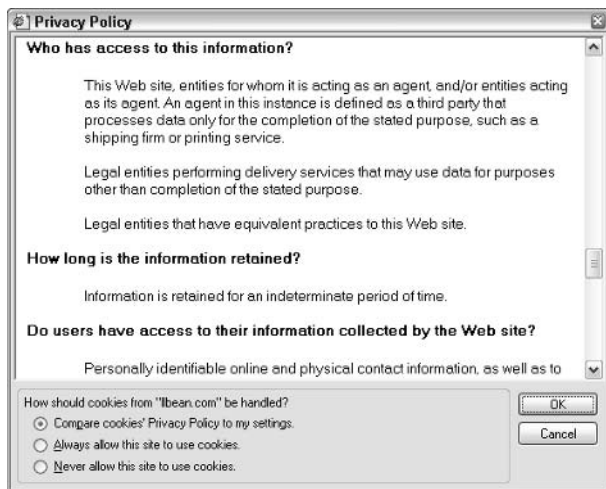 Privacy Policy
Who has access to this information?
This Web site, entities for whom it is acting as an agent, and/or entities acting
as its agent. An agent in this instance is defined as a third party that
processes data only for the completion of the stated purpose, such as a
shipping firm or printing service.
Legal entities performing delivery services that may use data for purposes
other than completion of the stated purpose.
Legal entities that have equivalent practices to this Web site.
How long is the information retained?
Information is retained for an indeterminate period of time.
Do users have access to their information collected by the Web site?
Personally identifiable online and physical contact information, as well as to
How should cookies from "llbean.com" be handled?
Compare cookies' Privacy Policy to my settings.
Always allow this site to use cookies.
Never allow this site to use cookies.
OK
Cancel